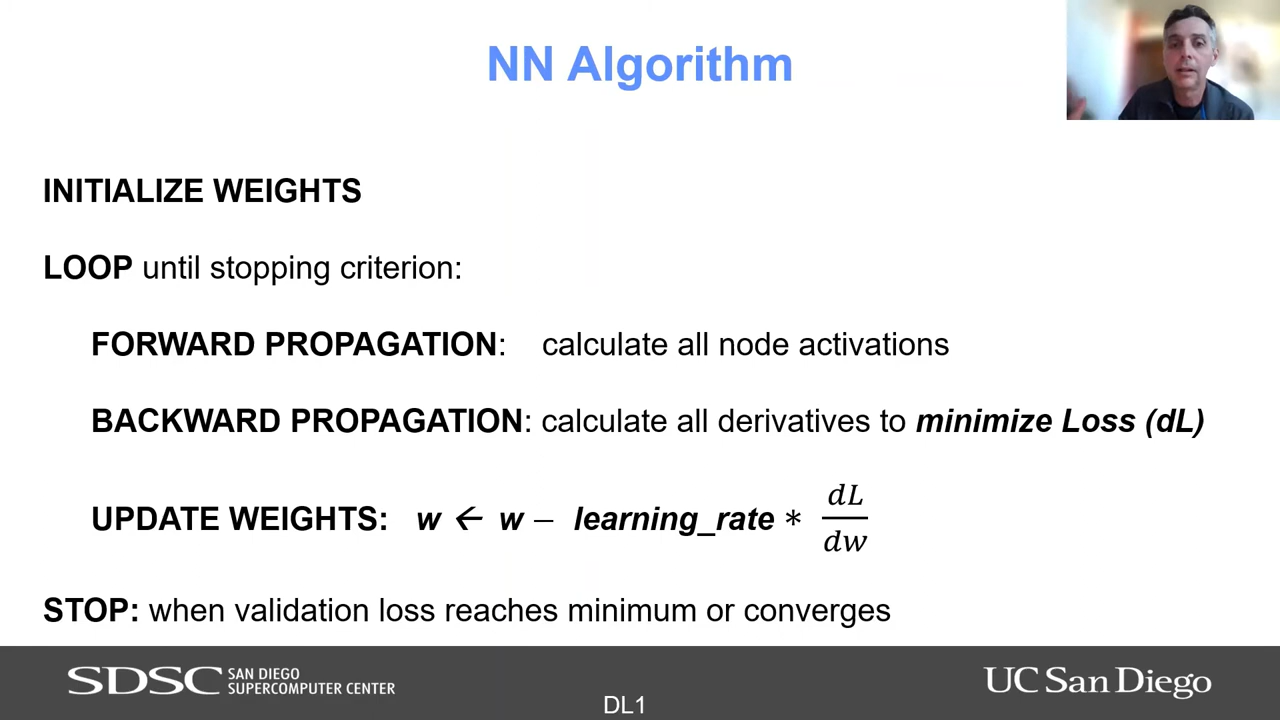 NN Algorithm
INITIALIZE WEIGHTS
LOOP until stopping criterion:
FORWARD PROPAGATION: calculate all node activations
BACKWARD PROPAGATION: calculate all derivatives to minimize Loss (dL)
UPDATE WEIGHTS: w ← w − learning_rate * dL/dw
STOP: when validation loss reaches minimum or converges
SDSC SAN DIEGO
SUPERCOMPUTER CENTER
UC San Diego
DL1